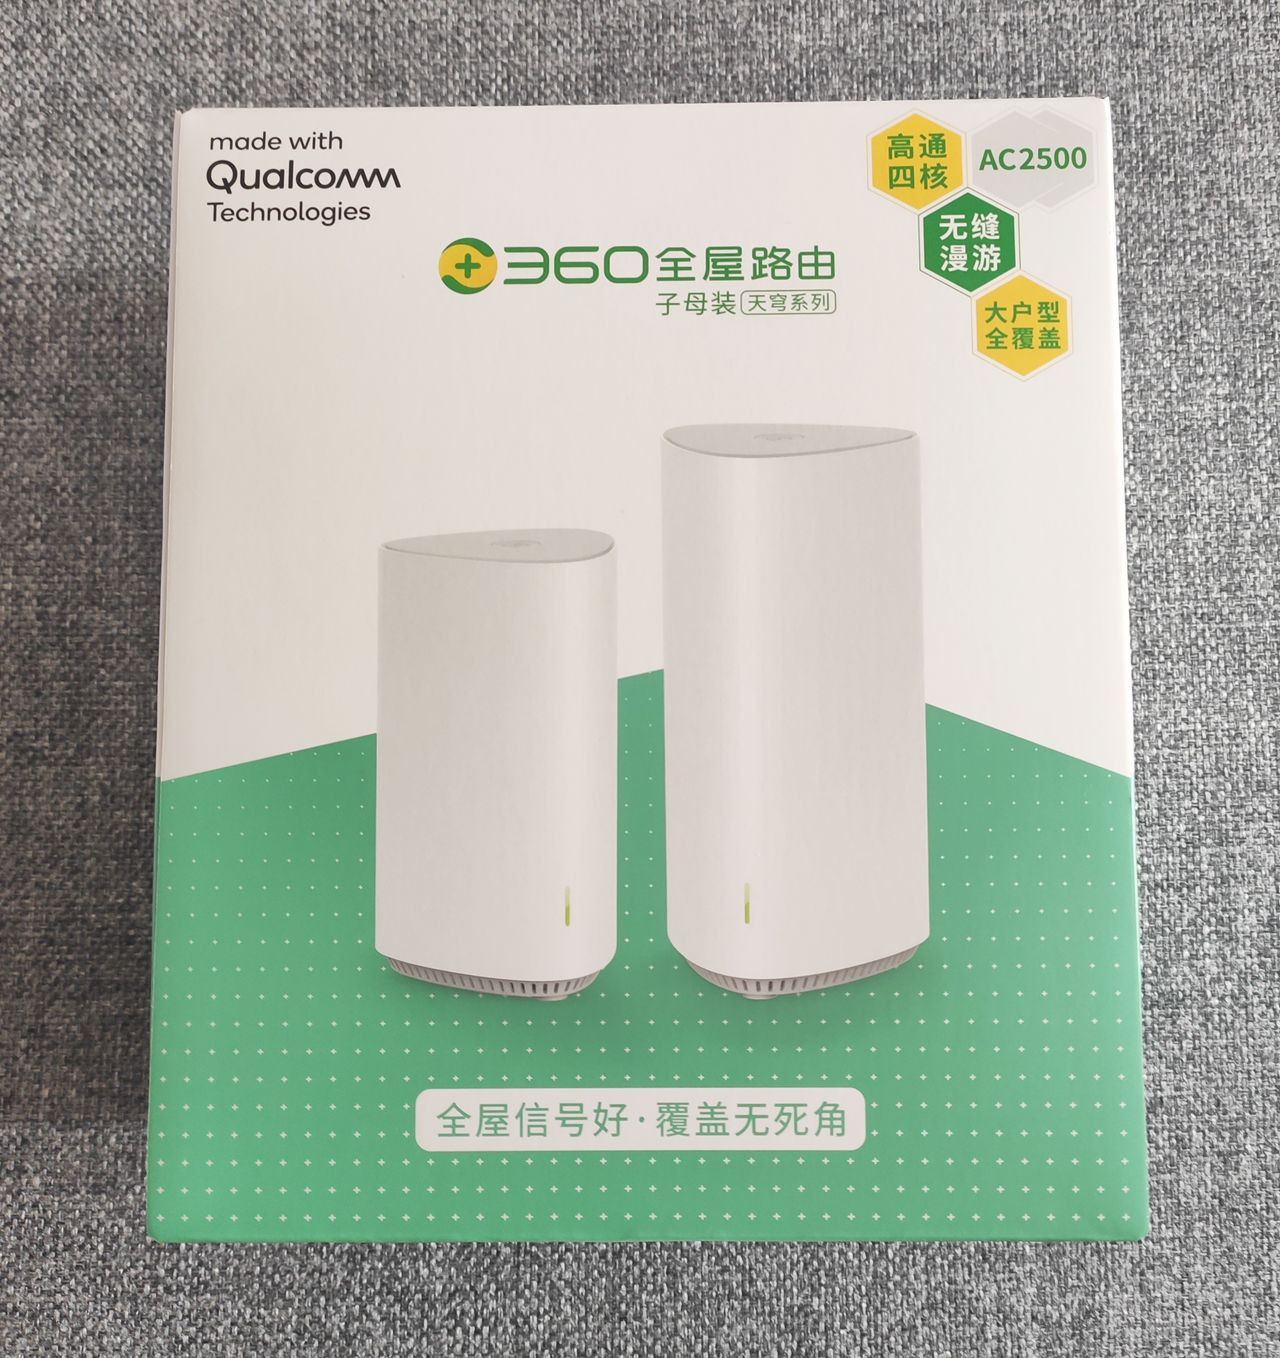 made with
Qualcomm
Technologies
高通
四核
AC2500
无缝
漫游
大户型
全覆盖
360全屋路由
子母装 天穹系列
全屋信号好·覆盖无死角